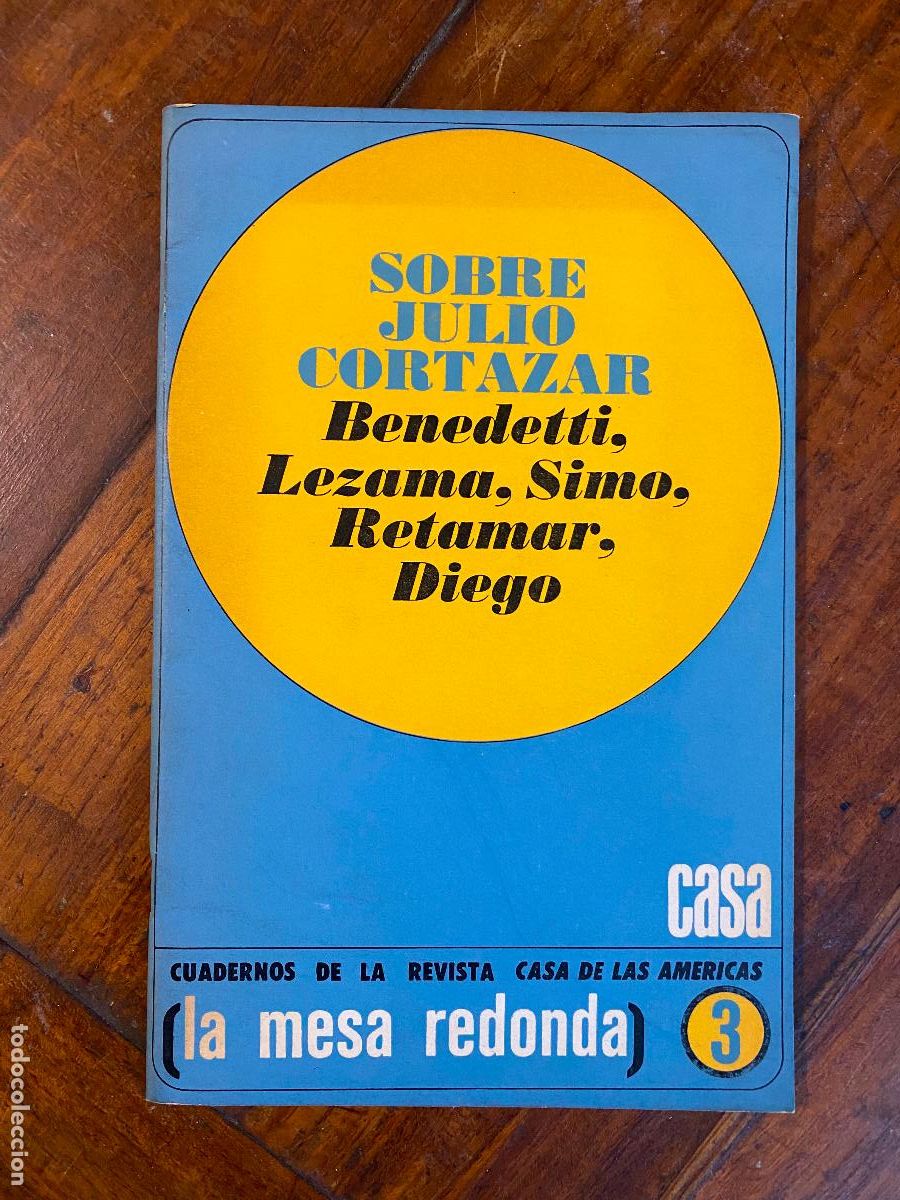 SOBRE
JULIO
CORTAZAR
Benedetti,
Lezama, Simo,
Retamar,
Diego
casa
CUADERNOS DE LA REVISTA CASA DE LAS AMERICAS
(la mesa redonda) 3
todocoleccion